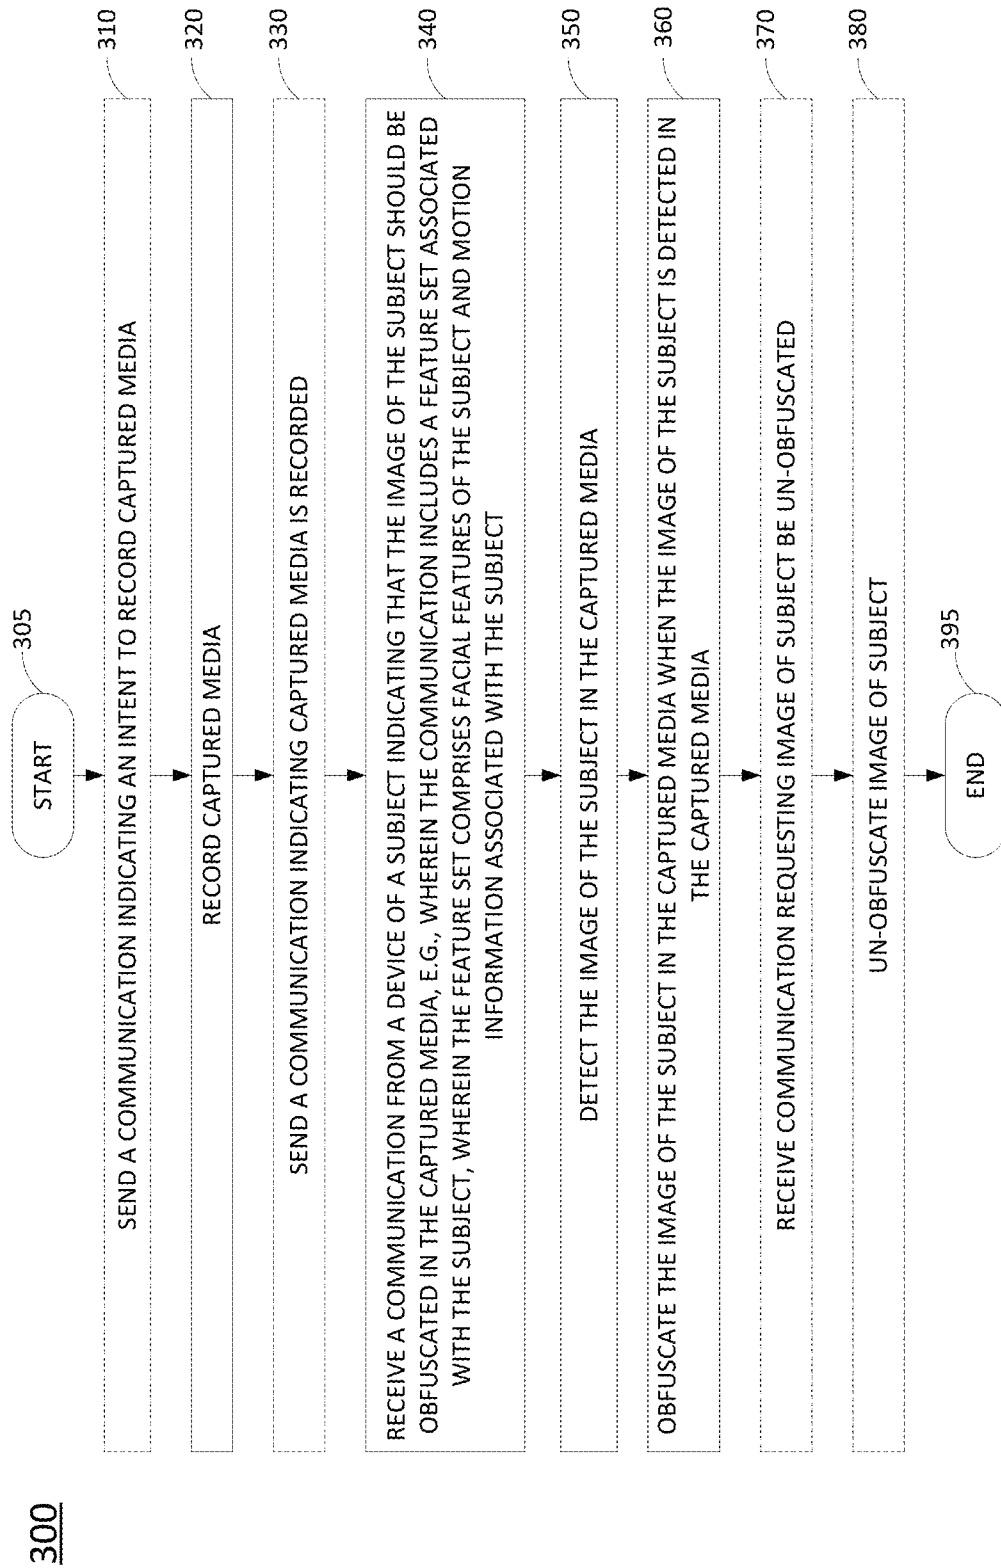 300
START
305
SEND A COMMUNICATION INDICATING AN INTENT TO RECORD CAPTURED MEDIA
310
RECORD CAPTURED MEDIA
320
SEND A COMMUNICATION INDICATING CAPTURED MEDIA IS RECORDED
330
RECEIVE A COMMUNICATION FROM A DEVICE OF A SUBJECT INDICATING THAT THE IMAGE OF THE SUBJECT SHOULD BE
OBFUSCATED IN THE CAPTURED MEDIA, E.G., WHEREIN THE COMMUNICATION INCLUDES A FEATURE SET ASSOCIATED
WITH THE SUBJECT, WHEREIN THE FEATURE SET COMPRISES FACIAL FEATURES OF THE SUBJECT AND MOTION
INFORMATION ASSOCIATED WITH THE SUBJECT
340
DETECT THE IMAGE OF THE SUBJECT IN THE CAPTURED MEDIA
350
OBFUSCATE THE IMAGE OF THE SUBJECT IN THE CAPTURED MEDIA WHEN THE IMAGE OF THE SUBJECT IS DETECTED IN
THE CAPTURED MEDIA
360
RECEIVE COMMUNICATION REQUESTING IMAGE OF SUBJECT BE UN-OBFUSCATED
370
UN-OBFUSCATE IMAGE OF SUBJECT
380
END
395